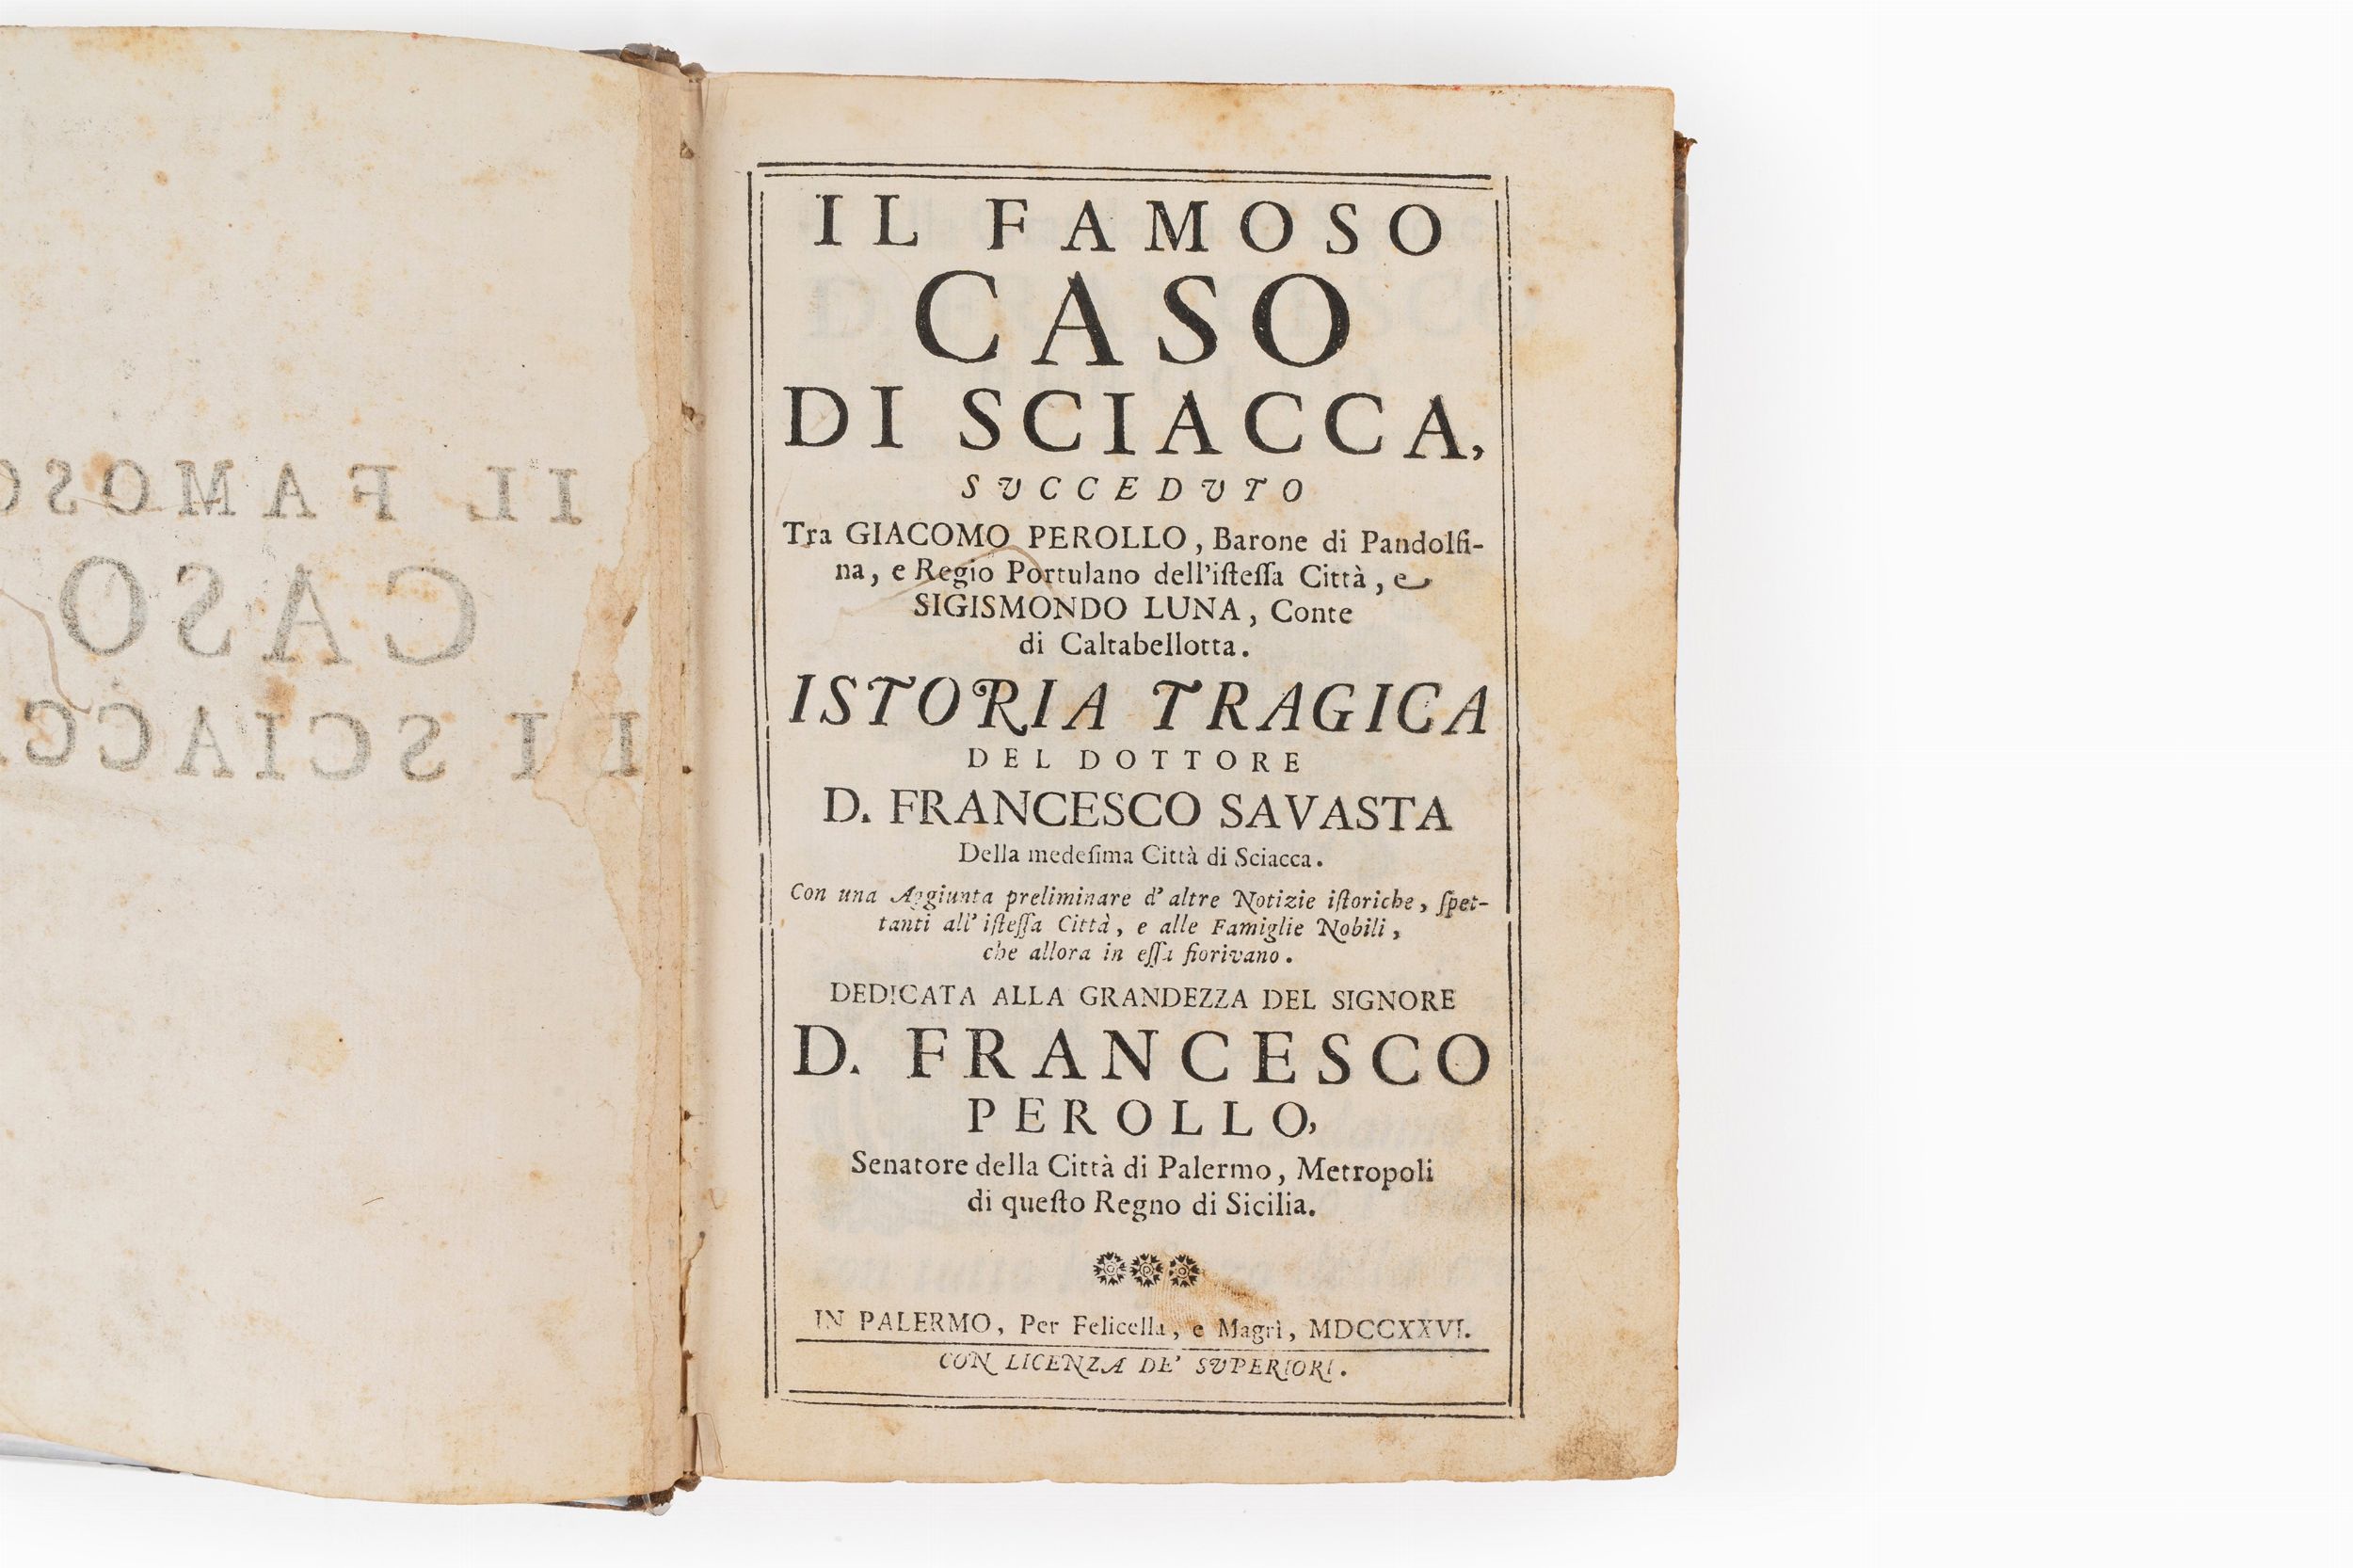 IL FAMOSO
CASO
DI SCIACCA,
SUCCEDUTO
Tra GIACOMO PEROLLO, Barone di Pandolfi-
na, e Regio Portulano dell'iſteſſa Città, e
SIGISMONDO LUNA, Conte
di Caltabellotta.
ISTORIA TRAGICA
DEL DOTTORE
D. FRANCESCO SAVASTA
Della medeſima Città di Sciacca.
Con una Aggiunta preliminare d' altre Notizie iſtoriche, ſpet-
tanti all' iſteſſa Città, e alle Famiglie Nobili,
che allora in eſſa fiorivano.
DEDICATA ALLA GRANDEZZA DEL SIGNORE
D. FRANCESCO
PEROLLO,
Senatore della Città di Palermo, Metropoli
di queſto Regno di Sicilia.
IN PALERMO, Per Felicella, e Magrì, MDCCXXVI.
CON LICENZA DE' SUPERIORI.